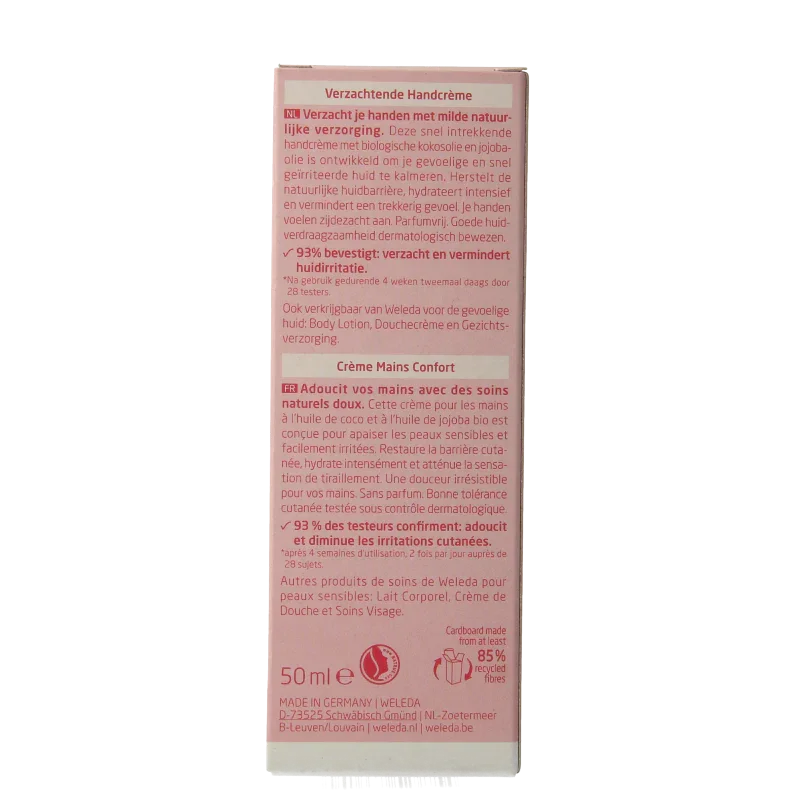 Verzachtende Handcrème
NL Verzacht je handen met milde natuur-
lijke verzorging. Deze snel intrekkende
handcrème met biologische kokosolie en jojoba-
olie is ontwikkeld om je gevoelige en snel
geïrriteerde huid te kalmeren. Herstelt de
natuurlijke huidbarrière, hydrateert intensief
en vermindert een trekkerig gevoel. Je handen
voelen zijdezacht aan. Parfumvrij. Goede huid-
verdraagzaamheid dermatologisch bewezen.
✓ 93% bevestigt: verzacht en vermindert
huidirritatie.
*Na gebruik gedurende 4 weken tweemaal daags door
28 testers.
Ook verkrijgbaar van Weleda voor de gevoelige
huid: Body Lotion, Douchecrème en Gezichts-
verzorging.
Crème Mains Confort
FR Adoucit vos mains avec des soins
naturels doux. Cette crème pour les mains
à l'huile de coco et à l'huile de jojoba bio est
conçue pour apaiser les peaux sensibles et
facilement irritées. Restaure la barrière cuta-
née, hydrate intensément et atténue la sensa-
tion de tiraillement. Une douceur irrésistible
pour vos mains. Sans parfum. Bonne tolérance
cutanée testée sous contrôle dermatologique.
✓ 93 % des testeurs confirment: adoucit
et diminue les irritations cutanées.
*après 4 semaines d'utilisation, 2 fois par jour auprès de
28 sujets.
Autres produits de soins de Weleda pour
peaux sensibles: Lait Corporel, Crème de
Douche et Soins Visage.
Cardboard made
from at least
85%
recycled
fibres
50 ml ℮
MADE IN GERMANY | WELEDA
D-73525 Schwäbisch Gmünd | NL-Zoetermeer
B-Leuven/Louvain | weleda.nl | weleda.be